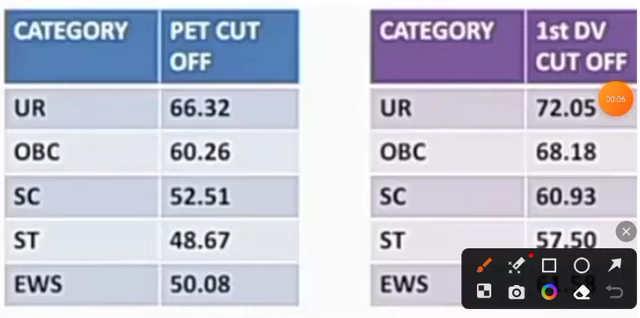 CATEGORY PET CUT OFF
UR 66.32
OBC 60.26
SC 52.51
ST 48.67
EWS 50.08
CATEGORY 1st DV CUT OFF
UR 72.05
OBC 68.18
SC 60.93
ST 57.50
EWS
00:06